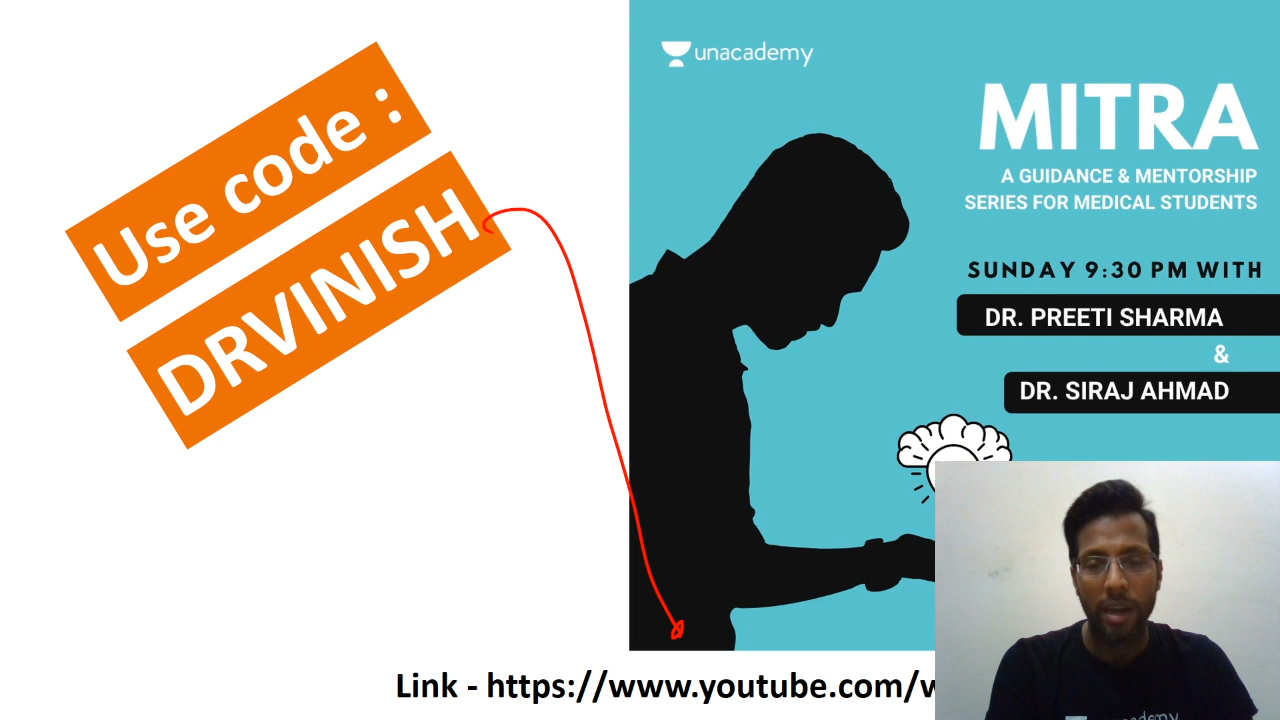 Use code :
DRVINISH
unacademy
MITRA
A GUIDANCE & MENTORSHIP
SERIES FOR MEDICAL STUDENTS
SUNDAY 9:30 PM WITH
DR. PREETI SHARMA
&
DR. SIRAJ AHMAD
Link - https://www.youtube.com/w
unacademy